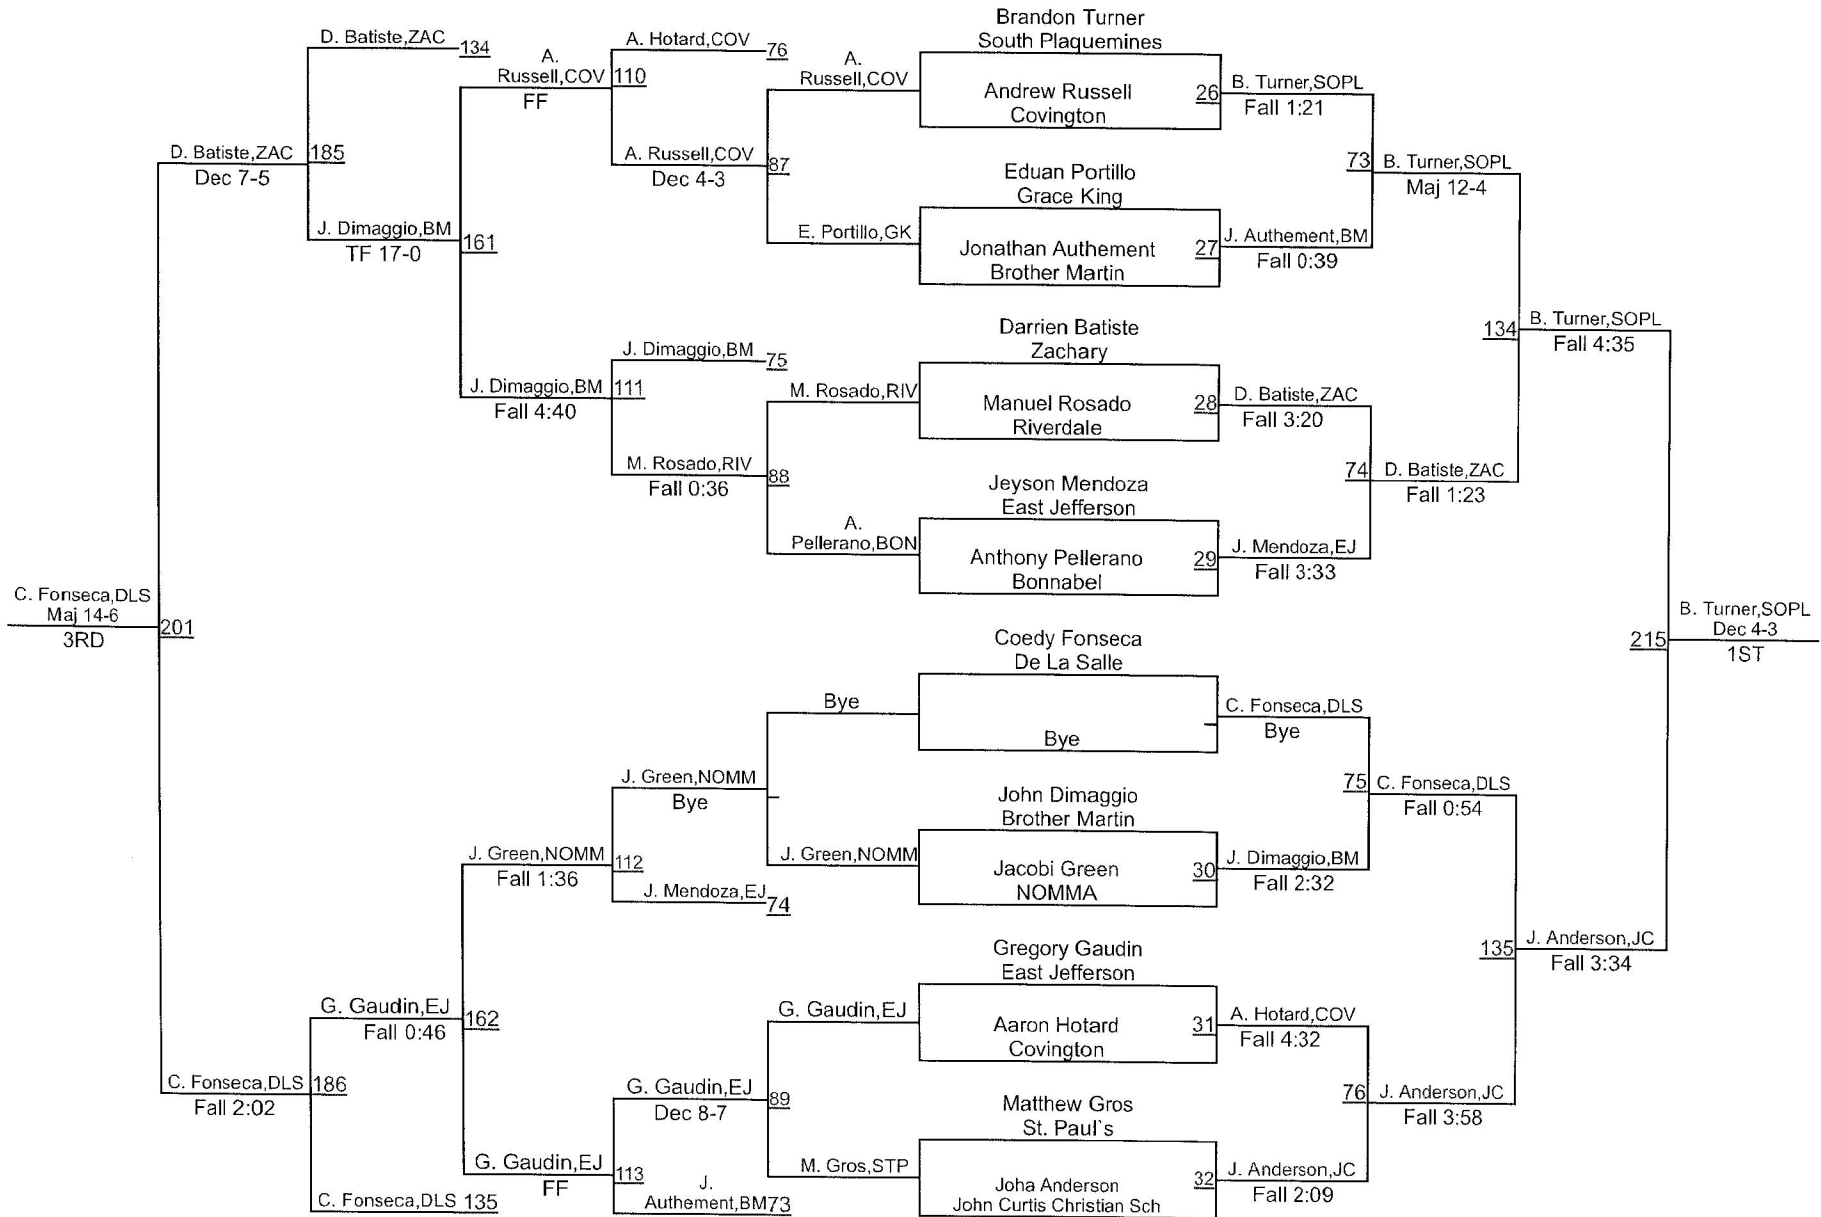 Brandon Turner
South Plaquemines
Andrew Russell
Covington
26
Eduan Portillo
Grace King
Jonathan Authement
Brother Martin
27
Darrien Batiste
Zachary
Manuel Rosado
Riverdale
28
Jeyson Mendoza
East Jefferson
Anthony Pellerano
Bonnabel
29
Coedy Fonseca
De La Salle
Bye
John Dimaggio
Brother Martin
Jacobi Green
NOMMA
30
Gregory Gaudin
East Jefferson
Aaron Hotard
Covington
31
Matthew Gros
St. Paul`s
Joha Anderson
John Curtis Christian Sch
32
B. Turner,SOPL
Fall 1:21
J. Authement,BM
Fall 0:39
D. Batiste,ZAC
Fall 3:20
J. Mendoza,EJ
Fall 3:33
C. Fonseca,DLS
Bye
J. Dimaggio,BM
Fall 2:32
A. Hotard,COV
Fall 4:32
J. Anderson,JC
Fall 2:09
73
B. Turner,SOPL
Maj 12-4
74
D. Batiste,ZAC
Fall 1:23
75
C. Fonseca,DLS
Fall 0:54
76
J. Anderson,JC
Fall 3:58
134
B. Turner,SOPL
Fall 4:35
135
J. Anderson,JC
Fall 3:34
215
B. Turner,SOPL
Dec 4-3
1ST
A.
Russell,COV
E. Portillo,GK
M. Rosado,RIV
A.
Pellerano,BON
Bye
J. Green,NOMM
G. Gaudin,EJ
M. Gros,STP
A. Hotard,COV
76
A. Russell,COV
Dec 4-3
87
J. Dimaggio,BM
75
M. Rosado,RIV
Fall 0:36
88
J. Green,NOMM
Bye
J. Mendoza,EJ
74
G. Gaudin,EJ
Dec 8-7
89
J.
Authement,BM
73
A.
Russell,COV
FF
110
J. Dimaggio,BM
Fall 4:40
111
J. Green,NOMM
Fall 1:36
112
G. Gaudin,EJ
FF
113
D. Batiste,ZAC
134
J. Dimaggio,BM
TF 17-0
161
G. Gaudin,EJ
Fall 0:46
162
C. Fonseca,DLS
135
D. Batiste,ZAC
Dec 7-5
185
C. Fonseca,DLS
Fall 2:02
186
C. Fonseca,DLS
Maj 14-6
3RD
201